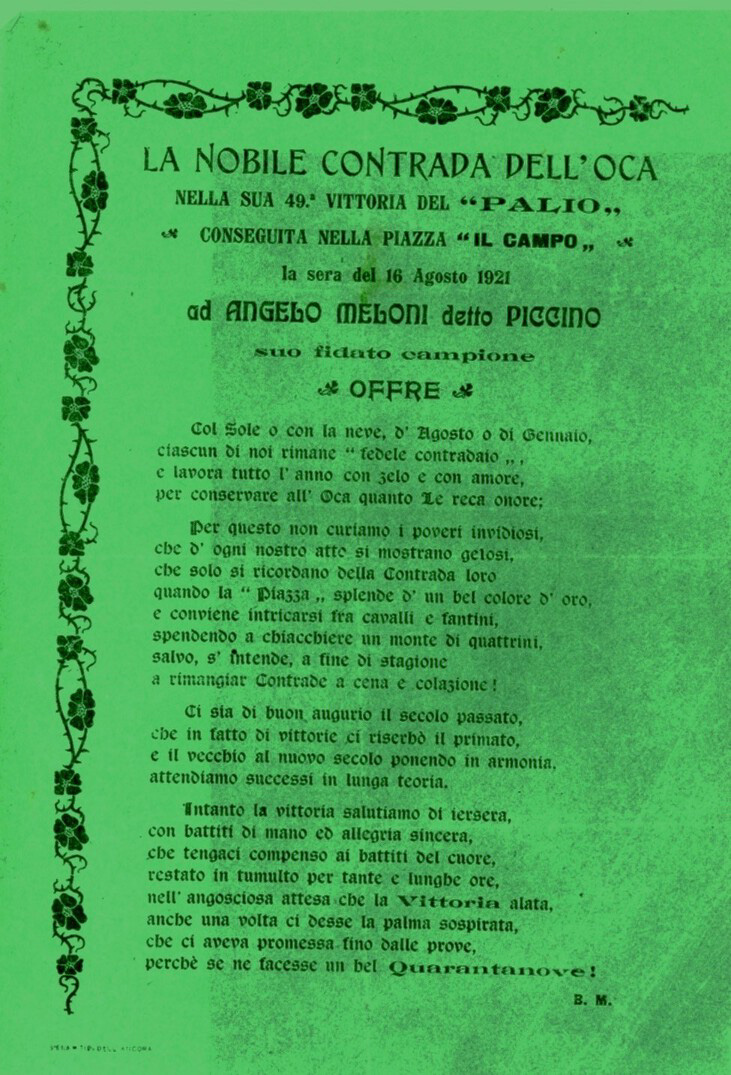 LA NOBILE CONTRADA DELL'OCA
NELLA SUA 49.ª VITTORIA DEL “PALIO„
CONSEGUITA NELLA PIAZZA “IL CAMPO„
la sera del 16 Agosto 1921
ad ANGELO MELONI detto PICCINO
suo fidato campione
OFFRE
Col Sole o con la neve, d' Agosto o di Gennaio,
ciascun di noi rimane “ fedele contradaio „ ,
e lavora tutto l' anno con zelo e con amore,
per conservare all' Oca quanto Le reca onore;
Per questo non curiamo i poveri invidiosi,
che d' ogni nostro atto si mostrano gelosi,
che solo si ricordano della Contrada loro
quando la “ Piazza „ splende d' un bel colore d' oro,
e conviene intricarsi fra cavalli e fantini,
spendendo a chiacchiere un monte di quattrini,
salvo, s' intende, a fine di stagione
a rimangiar Contrade a cena e colazione !
Ci sia di buon augurio il secolo passato,
che in fatto di vittorie ci riserbò il primato,
e il vecchio al nuovo secolo ponendo in armonia,
attendiamo successi in lunga teoria.
Intanto la vittoria salutiamo di iersera,
con battiti di mano ed allegria sincera,
che tengaci compenso ai battiti del cuore,
restato in tumulto per tante e lunghe ore,
nell' angosciosa attesa che la Vittoria alata,
anche una volta ci desse la palma sospirata,
che ci aveva promessa fino dalle prove,
perchè se ne facesse un bel Quarantanove !
B. M.
TIP. DELL'ANCORA